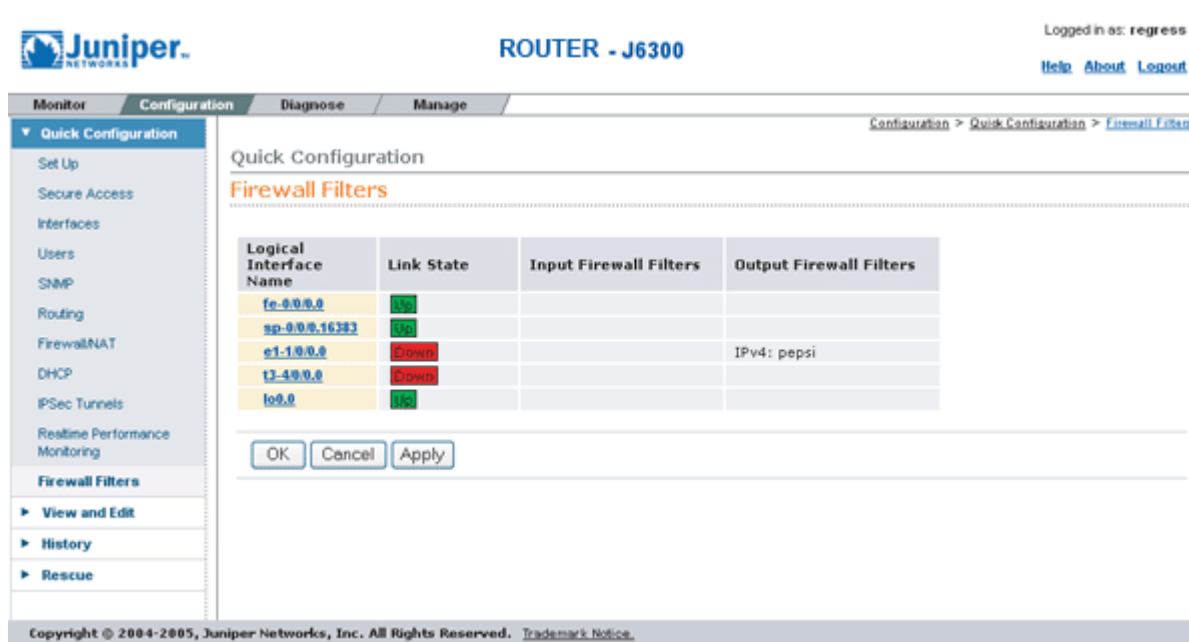 Juniper
NETWORKS
ROUTER - J6300
Logged in as: regress
Help About Logout
Monitor Configuration Diagnose Manage
Configuration > Quick Configuration > Firewall Filters
Quick Configuration
Set Up
Secure Access
Interfaces
Users
SNMP
Routing
Firewall/NAT
DHCP
IPSec Tunnels
Realtime Performance
Monitoring
Firewall Filters
View and Edit
History
Rescue
Quick Configuration
Firewall Filters
Logical
Interface
Name
Link State
Input Firewall Filters
Output Firewall Filters
fe-0/0/0.0 Up
sp-0/0/0.16383 Up
e1-1/0/0.0 Down IPv4: pepsi
t3-4/0/0.0 Down
lo0.0 Up
OK Cancel Apply
Copyright © 2004-2005, Juniper Networks, Inc. All Rights Reserved. Trademark Notice.